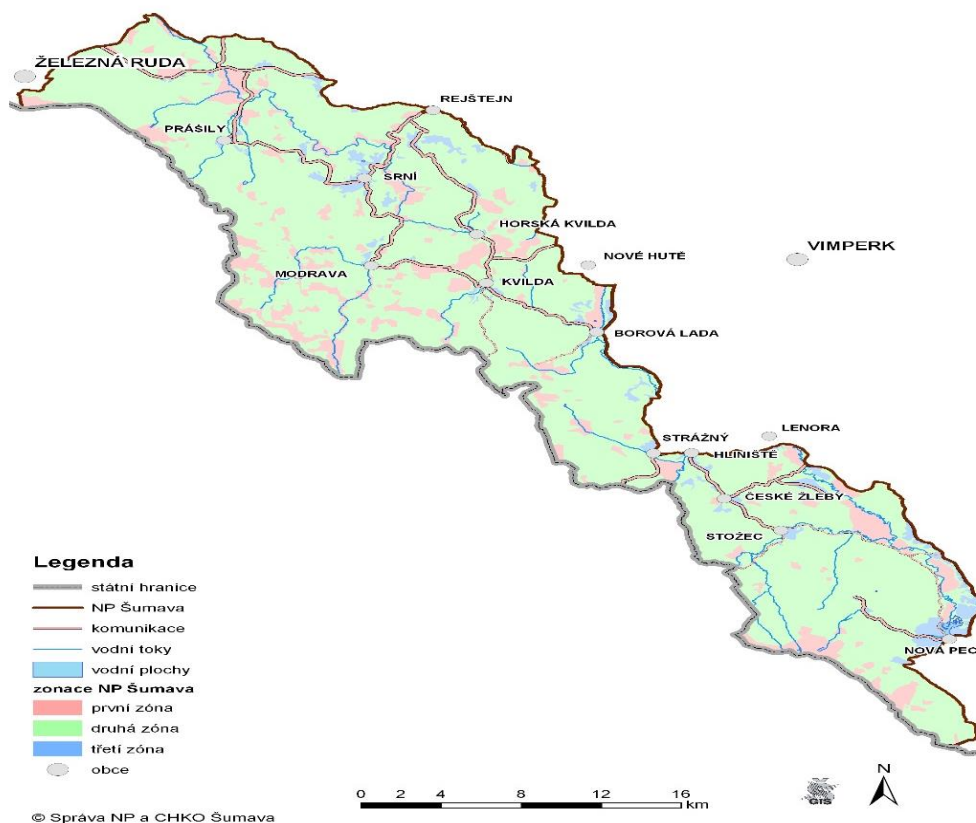 ŽELEZNÁ RUDA
REJŠTEJN
PRÁŠILY
SRNÍ
HORSKÁ KVILDA
VIMPERK
NOVÉ HUTĚ
MODRAVA
KVILDA
BOROVÁ LADA
LENORA
STRÁŽNÝ
HLINIŠTĚ
ČESKÉ ŽLEBY
STOŽEC
NOVÁ PEC
Legenda
státní hranice
NP Šumava
komunikace
vodní toky
vodní plochy
zonace NP Šumava
první zóna
druhá zóna
třetí zóna
obce
0 2 4 8 12 16
km
GIS
N
© Správa NP a CHKO Šumava